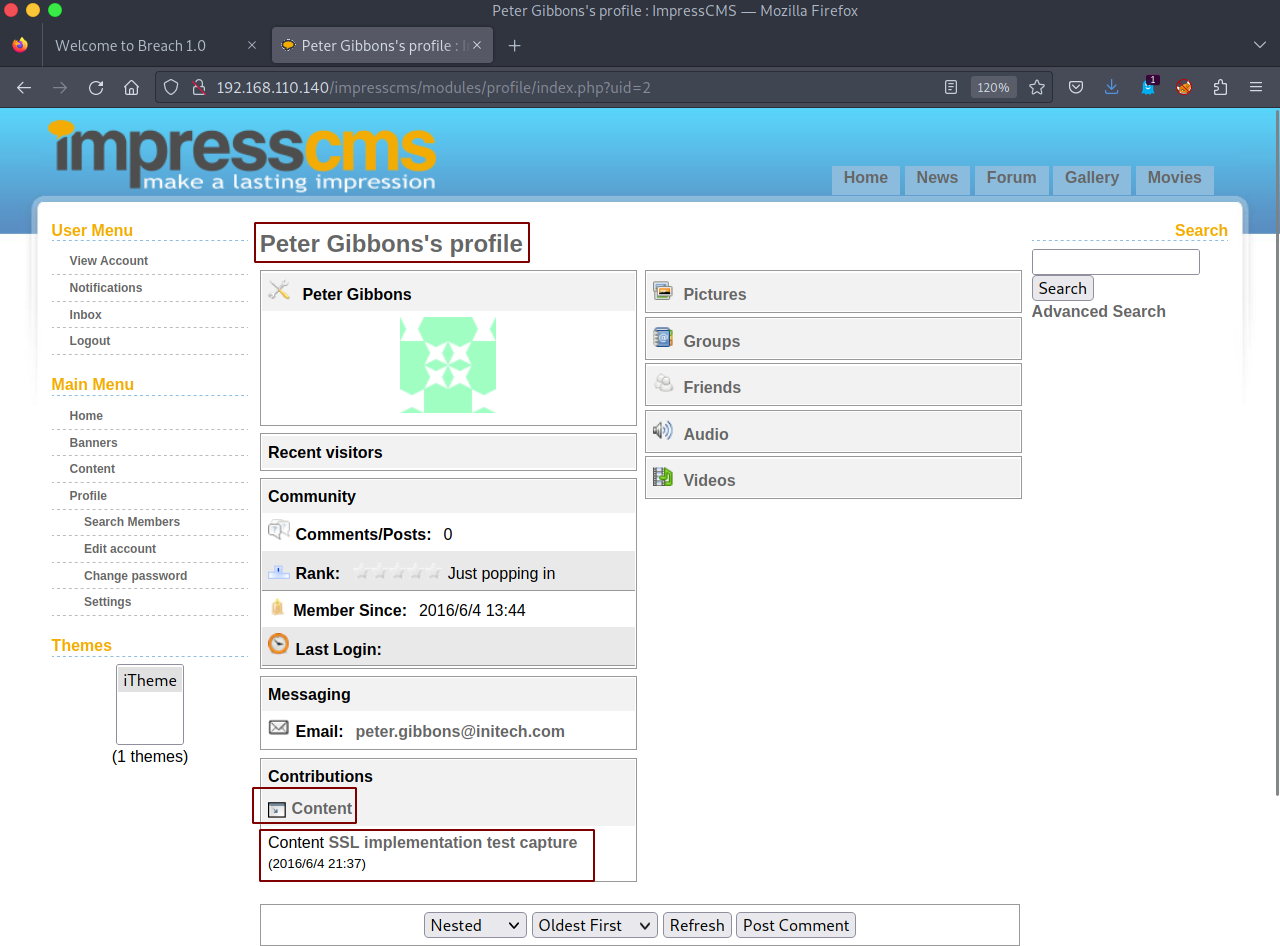 Peter Gibbons's profile : ImpressCMS — Mozilla Firefox
Welcome to Breach 1.0
Peter Gibbons's profile :
192.168.110.140/impresscms/modules/profile/index.php?uid=2
120%
1
impresscms
make a lasting impression
Home
News
Forum
Gallery
Movies
User Menu
View Account
Notifications
Inbox
Logout
Main Menu
Home
Banners
Content
Profile
Search Members
Edit account
Change password
Settings
Themes
iTheme
(1 themes)
Peter Gibbons's profile
Peter Gibbons
Recent visitors
Community
Comments/Posts: 0
Rank: Just popping in
Member Since: 2016/6/4 13:44
Last Login:
Messaging
Email: peter.gibbons@initech.com
Contributions
Content
Content SSL implementation test capture
(2016/6/4 21:37)
Pictures
Groups
Friends
Audio
Videos
Search
Search
Advanced Search
Nested
Oldest First
Refresh
Post Comment